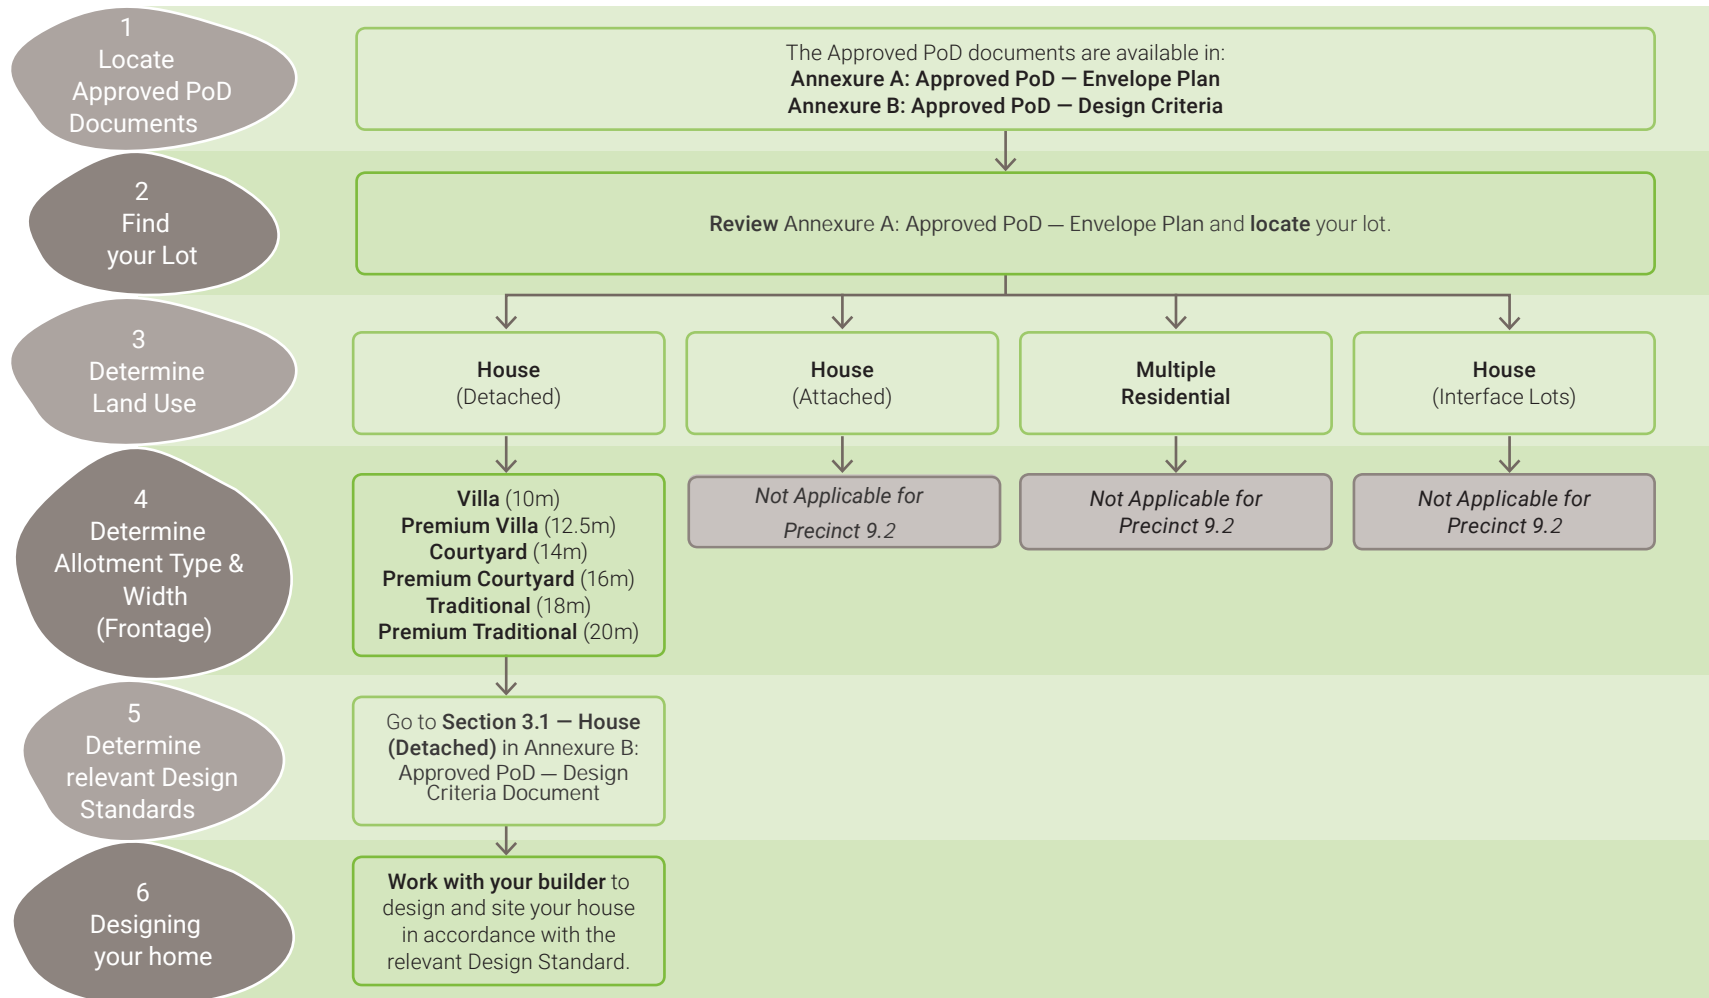 1
Locate
Approved PoD
Documents
The Approved PoD documents are available in:
Annexure A: Approved PoD — Envelope Plan
Annexure B: Approved PoD — Design Criteria
2
Find
your Lot
Review Annexure A: Approved PoD — Envelope Plan and locate your lot.
3
Determine
Land Use
House
(Detached)
House
(Attached)
Multiple
Residential
House
(Interface Lots)
4
Determine
Allotment Type &
Width
(Frontage)
Villa (10m)
Premium Villa (12.5m)
Courtyard (14m)
Premium Courtyard (16m)
Traditional (18m)
Premium Traditional (20m)
Not Applicable for
Precinct 9.2
Not Applicable for
Precinct 9.2
Not Applicable for
Precinct 9.2
5
Determine
relevant Design
Standards
Go to Section 3.1 — House
(Detached) in Annexure B:
Approved PoD — Design
Criteria Document
6
Designing
your home
Work with your builder to
design and site your house
in accordance with the
relevant Design Standard.